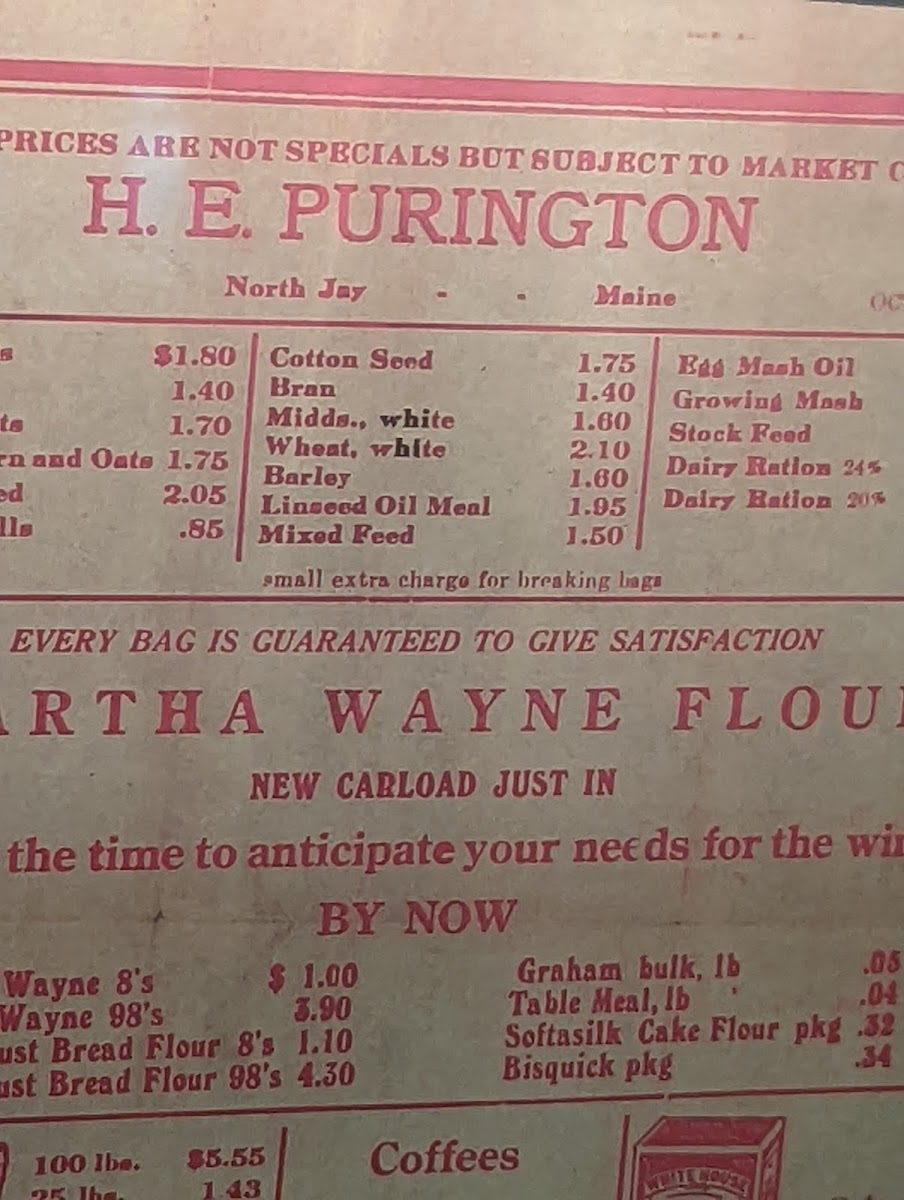 PRICES ARE NOT SPECIALS BUT SUBJECT TO MARKET
H. E. PURINGTON
North Jay - - Maine
$1.80
1.40
1.70
and Oats 1.75
2.05
.85
Cotton Seed 1.75
Bran 1.40
Midds., white 1.60
Wheat, white 2.10
Barley 1.60
Linseed Oil Meal 1.95
Mixed Feed 1.50
Egg Mash Oil
Growing Mash
Stock Feed
Dairy Ration 24%
Dairy Ration 20%
small extra charge for breaking bags
EVERY BAG IS GUARANTEED TO GIVE SATISFACTION
ARTHA WAYNE FLOU
NEW CARLOAD JUST IN
the time to anticipate your needs for the win
BY NOW
Wayne 8's $ 1.00
Wayne 98's 3.90
ust Bread Flour 8's 1.10
ust Bread Flour 98's 4.30
Graham bulk, lb .05
Table Meal, lb .04
Softasilk Cake Flour pkg .32
Bisquick pkg .34
100 lbs. $5.55
25 lbs. 1.43
Coffees
WHITE HOUSE